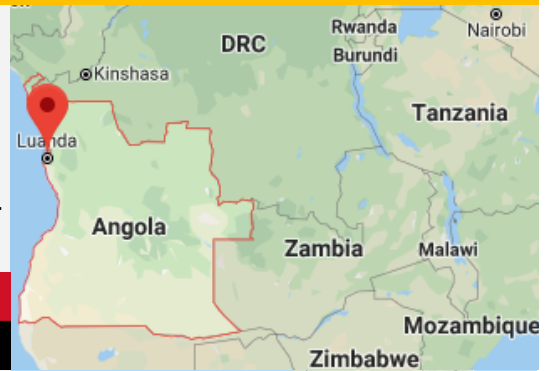 DRC
Rwanda
Nairobi
Burundi
Kinshasa
Tanzania
Luanda
Angola
Zambia
Malawi
Mozambique
Zimbabwe